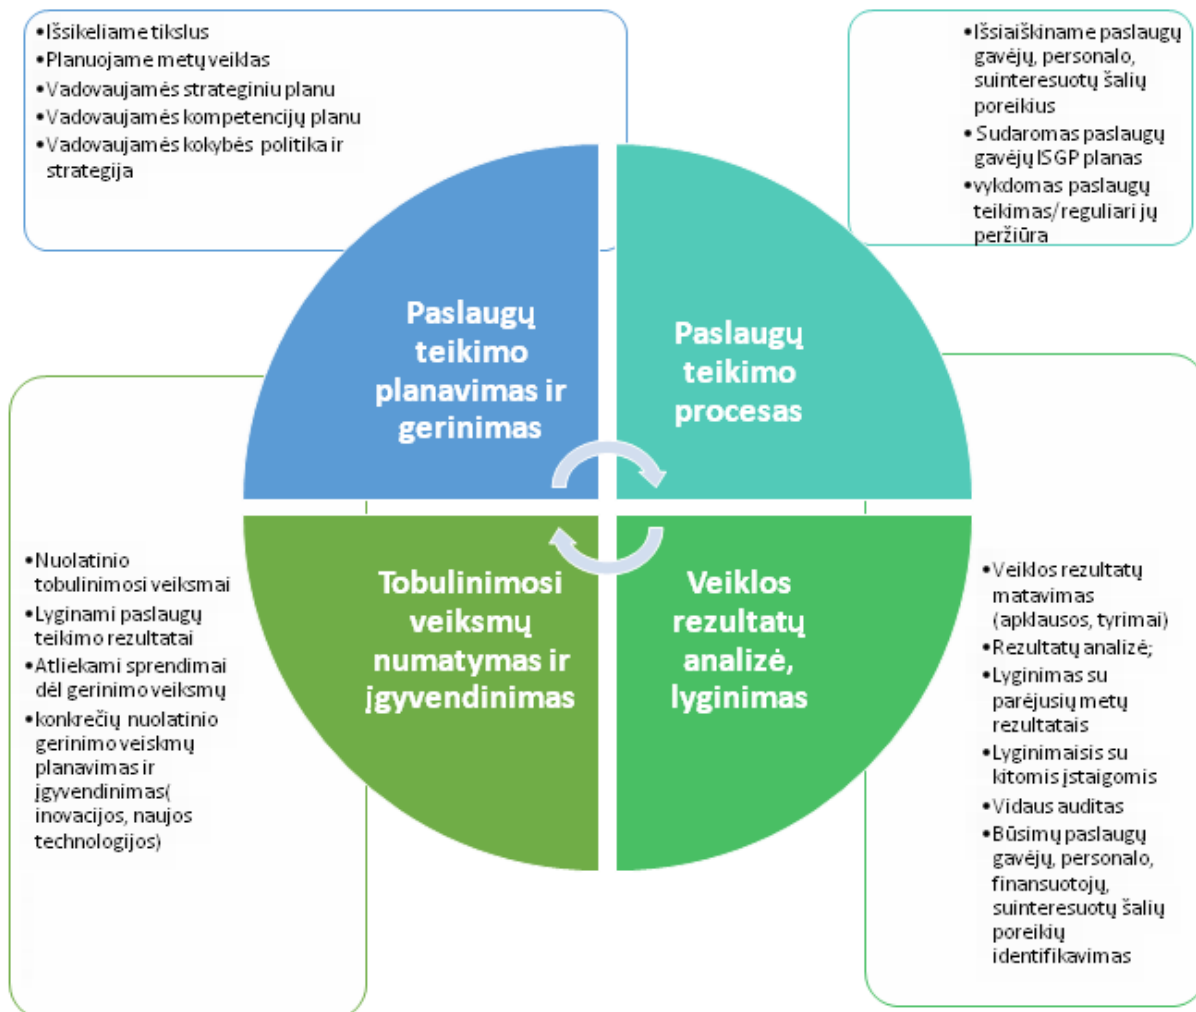 •Išsikeliame tikslus
•Planuojame metų veiklas
•Vadovaujamės strateginiu planu
•Vadovaujamės kompetencijų planu
•Vadovaujamės kokybės politika ir
strategija
•Išsiaiškiname paslaugų
gavėjų, personalo,
suinteresuotų šalių
poreikius
•Sudaromas paslaugų
gavėjų ISGP planas
•vykdomas paslaugų
teikimas/reguliari jų
peržiūra
Paslaugų
teikimo
planavimas ir
gerinimas
Paslaugų
teikimo
procesas
•Nuolatinio
tobulinimosi veiksmai
•Lyginami paslaugų
teikimo rezultatai
•Atliekami sprendimai
dėl gerinimo veiksmų
•konkrečių nuolatinio
gerinimo veiskmų
planavimas ir
įgyvendinimas(
inovacijos, naujos
technologijos)
Tobulinimosi
veiksmų
numatymas ir
įgyvendinimas
Veiklos
rezultatų
analizė,
lyginimas
•Veiklos rezultatų
matavimas
(apklausos, tyrimai)
•Rezultatų analizė;
•Lyginimas su
parėjusių metų
rezultatais
•Lyginimaisis su
kitomis įstaigomis
•Vidaus auditas
•Būsimų paslaugų
gavėjų, personalo,
finansuotojų,
suinteresuotų šalių
poreikių
identifikavimas